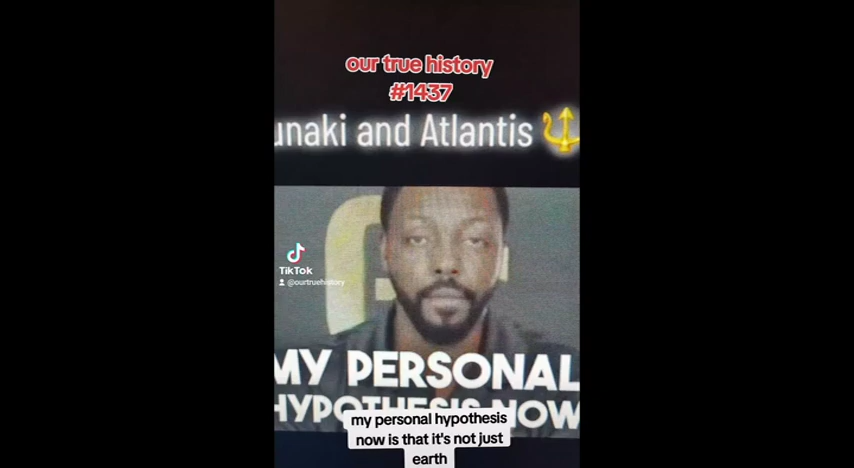 our true history
#1437
unaki and Atlantis
TikTok
@ourtruehistory
MY PERSONAL
HYPOTHESIS NOW
my personal hypothesis
now is that it's not just
earth